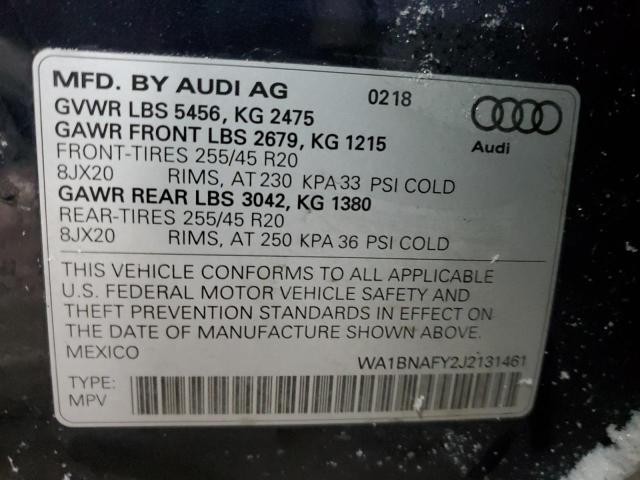 MFD. BY AUDI AG 0218
GVWR LBS 5456, KG 2475
GAWR FRONT LBS 2679, KG 1215
FRONT-TIRES 255/45 R20
8JX20 RIMS, AT 230 KPA 33 PSI COLD
GAWR REAR LBS 3042, KG 1380
REAR-TIRES 255/45 R20
8JX20 RIMS, AT 250 KPA 36 PSI COLD
Audi
THIS VEHICLE CONFORMS TO ALL APPLICABLE
U.S. FEDERAL MOTOR VEHICLE SAFETY AND
THEFT PREVENTION STANDARDS IN EFFECT ON
THE DATE OF MANUFACTURE SHOWN ABOVE.
MEXICO WA1BNAFY2J2131461
TYPE:
MPV